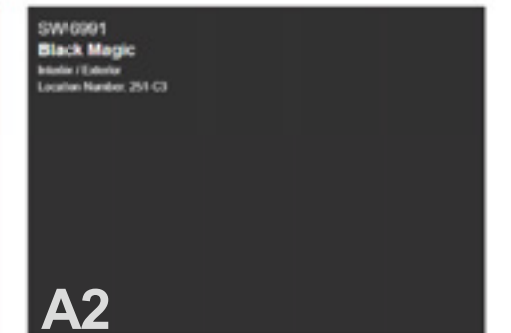 SW 6991
Black Magic
Interior / Exterior
Location Number: 251-C3
A2